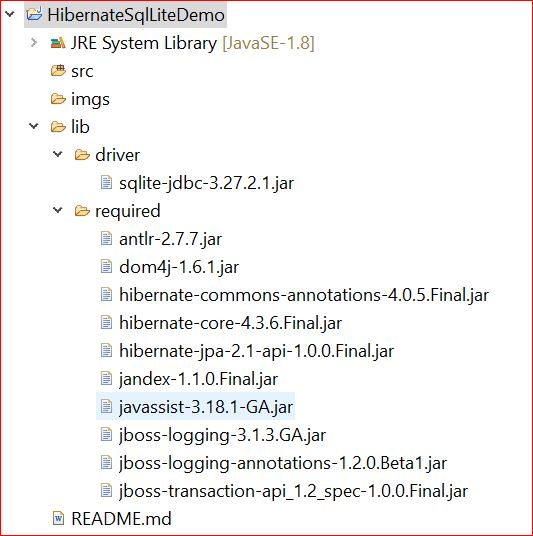 HibernateSqlLiteDemo
JRE System Library [JavaSE-1.8]
src
imgs
lib
driver
sqlite-jdbc-3.27.2.1.jar
required
antlr-2.7.7.jar
dom4j-1.6.1.jar
hibernate-commons-annotations-4.0.5.Final.jar
hibernate-core-4.3.6.Final.jar
hibernate-jpa-2.1-api-1.0.0.Final.jar
jandex-1.1.0.Final.jar
javassist-3.18.1-GA.jar
jboss-logging-3.1.3.GA.jar
jboss-logging-annotations-1.2.0.Beta1.jar
jboss-transaction-api_1.2_spec-1.0.0.Final.jar
README.md